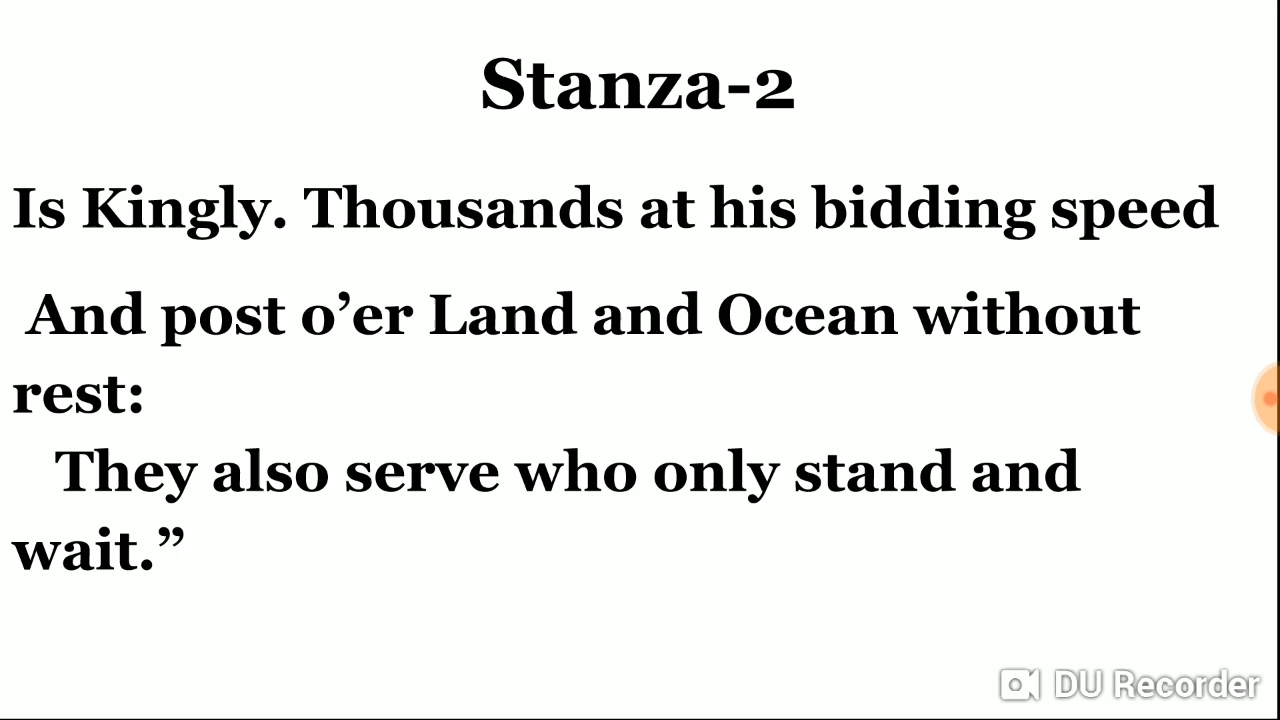 Stanza-2
Is Kingly. Thousands at his bidding speed
And post o’er Land and Ocean without
rest:
They also serve who only stand and
wait.”
DU Recorder